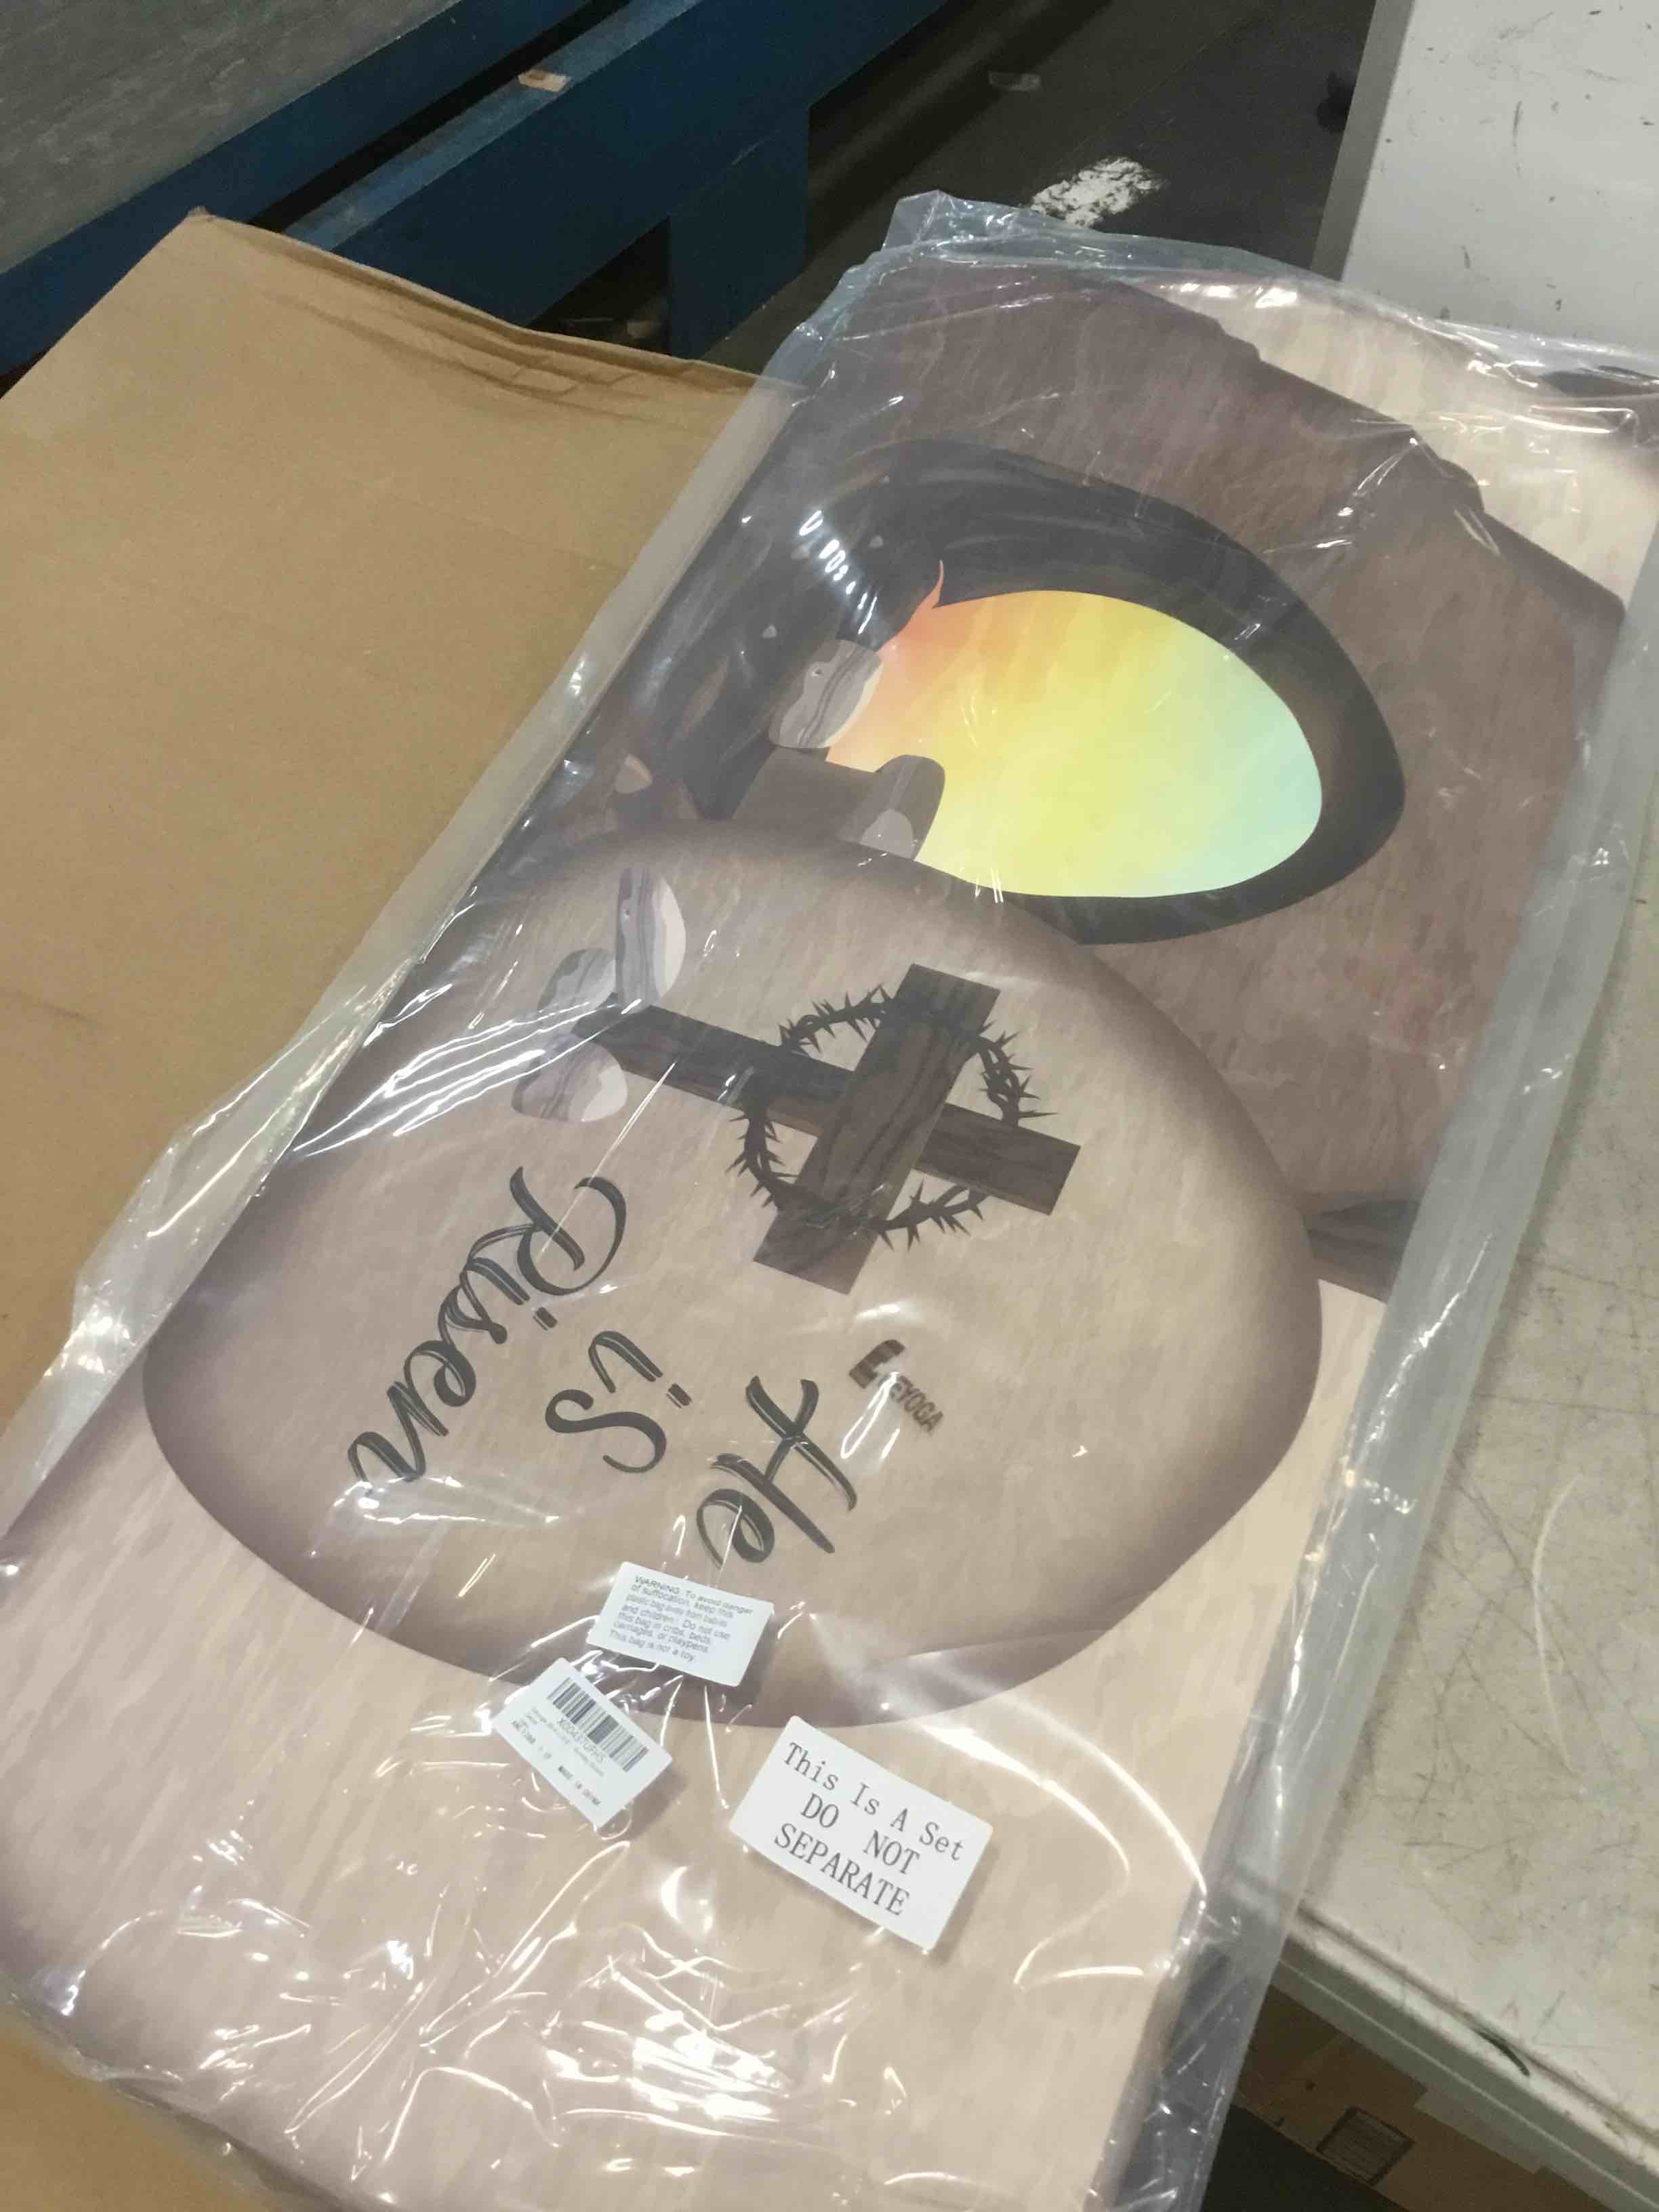 He
is
Risen
EYOGA
WARNING: To avoid danger
of suffocation, keep this
plastic bag away from babies
and children! Do not use
this bag in cribs, beds,
carriages, or playpens.
This bag is not a toy.
MADE IN CHINA
This Is A Set
DO NOT
SEPARATE